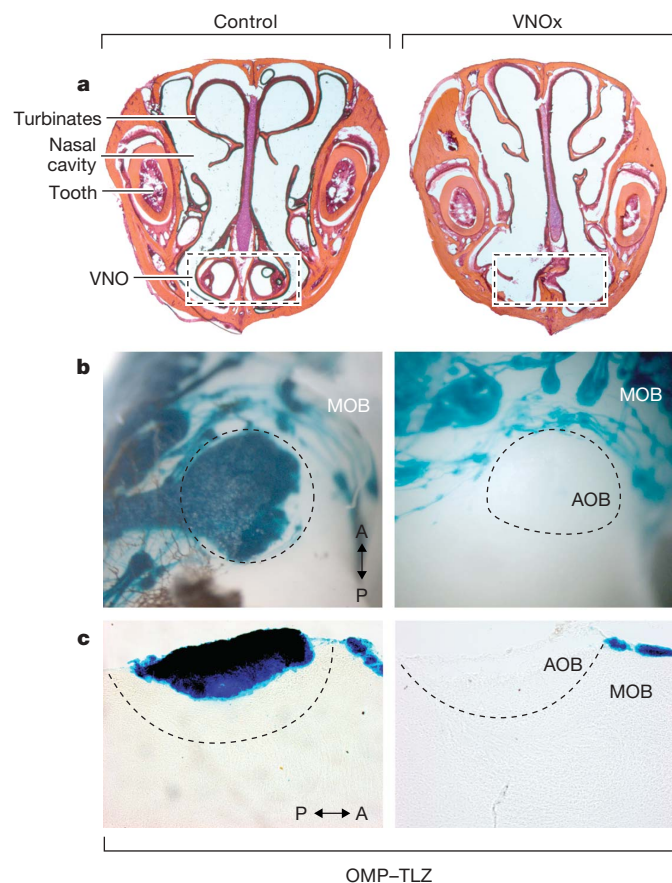 Control
VNOx
a
Turbinates
Nasal
cavity
Tooth
VNO
b
MOB
MOB
AOB
A
P
c
AOB
MOB
P
A
OMP–TLZ